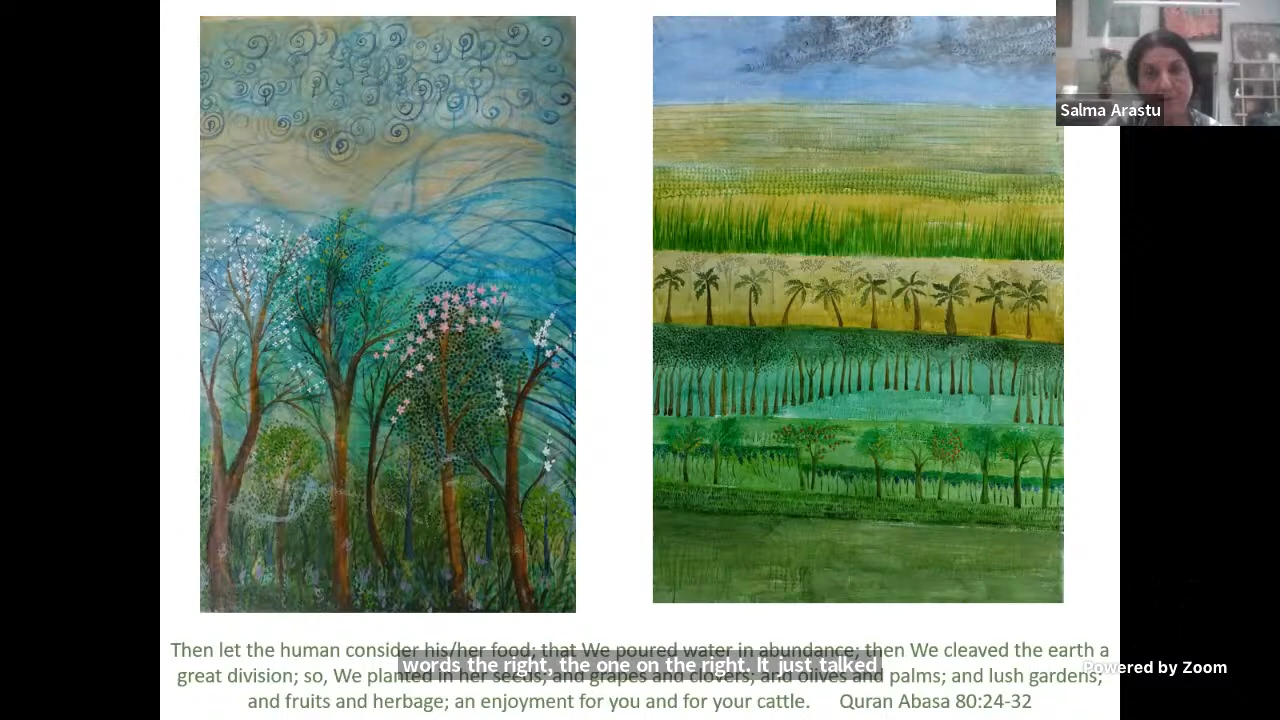 Salma Arastu
Then let the human consider his/her food; that We poured water in abundance; then We cleaved the earth a
great division; so, We planted in her seeds; and grapes and clovers; and olives and palms; and lush gardens;
and fruits and herbage; an enjoyment for you and for your cattle. Quran Abasa 80:24-32
words the right, the one on the right. It just talked
Powered by Zoom